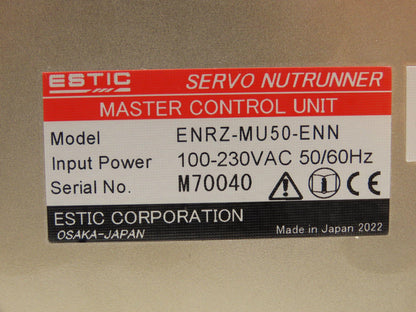 ESTIC SERVO NUTRUNNER
MASTER CONTROL UNIT
Model ENRZ-MU50-ENN
Input Power 100-230VAC 50/60Hz
Serial No. M70040 CE
ESTIC CORPORATION
OSAKA-JAPAN Made in Japan 2022